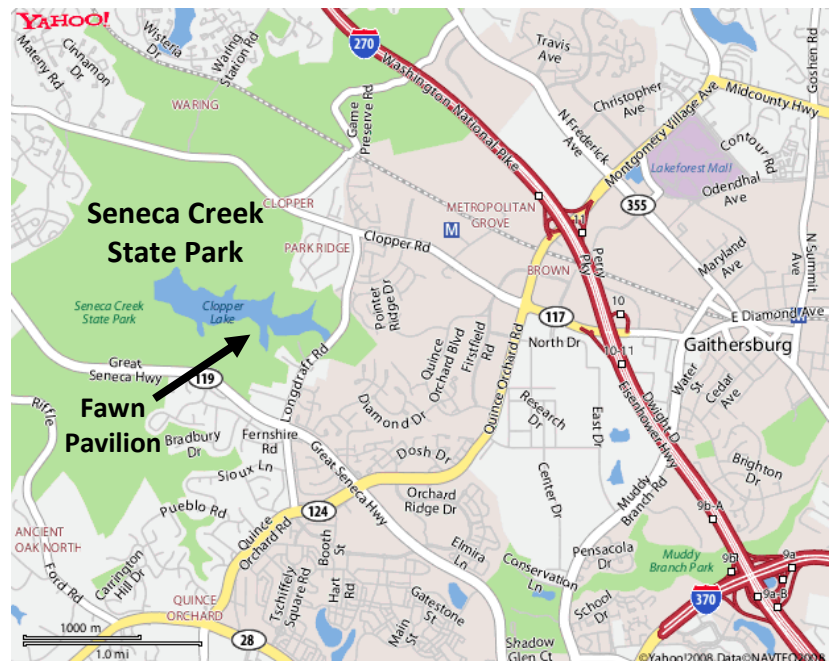 YAHOO!
Mateny Rd
Cinnamon
Dr
Wisteria
Dr
Waring
Station Rd
WARING
270
Washington National Pike
Game
Preserve Rd
Travis
Ave
Christopher
Ave
N Frederick
Ave
Montgomery Village Ave
Midcounty Hwy
Goshen Rd
Contour Rd
Lakeforest Mall
Odendhal
Ave
355
METROPOLITAN
GROVE
M
11
CLOPPER
PARK RIDGE
Clopper Rd
BROWN
Perry
Pky
Maryland
Ave
N Summit
Ave
Seneca Creek
State Park
Seneca Creek
State Park
Clopper
Lake
Pointer
Ridge Dr
Quince
Orchard Blvd
Firstfield
Rd
Quince Orchard Rd
117
North Dr
10
10-11
E Diamond Ave
M
Gaithersburg
Great
Seneca Hwy
119
Longdraft Rd
Fawn
Pavilion
Riffle
Ford Rd
Bradbury
Dr
Fernshire
Rd
Sioux Ln
Pueblo Rd
Diamond Dr
Dosh Dr
Great Seneca Hwy
Research
Dr
East Dr
Center Dr
Water
St
Cedar
Ave
Dwight D
Eisenhower Hwy
Brighton
Dr
Muddy
Branch Rd
124
Quince
Orchard Rd
Orchard
Ridge Dr
9b-A
ANCIENT
OAK NORTH
Carrington
Hill Dr
QUINCE
ORCHARD
Tschiffely
Square Rd
Booth
St
Hart
Rd
Elmira
Ln
Conservation
Ln
Pensacola
Dr
Muddy
Branch Park
9b
9a
9a-B
370
School
Dr
Gatestone
St
Main
St
28
Shadow
Glen Ct
1000 m
1.0 mi
©Yahoo!2008, Data©NAVTEQ2008